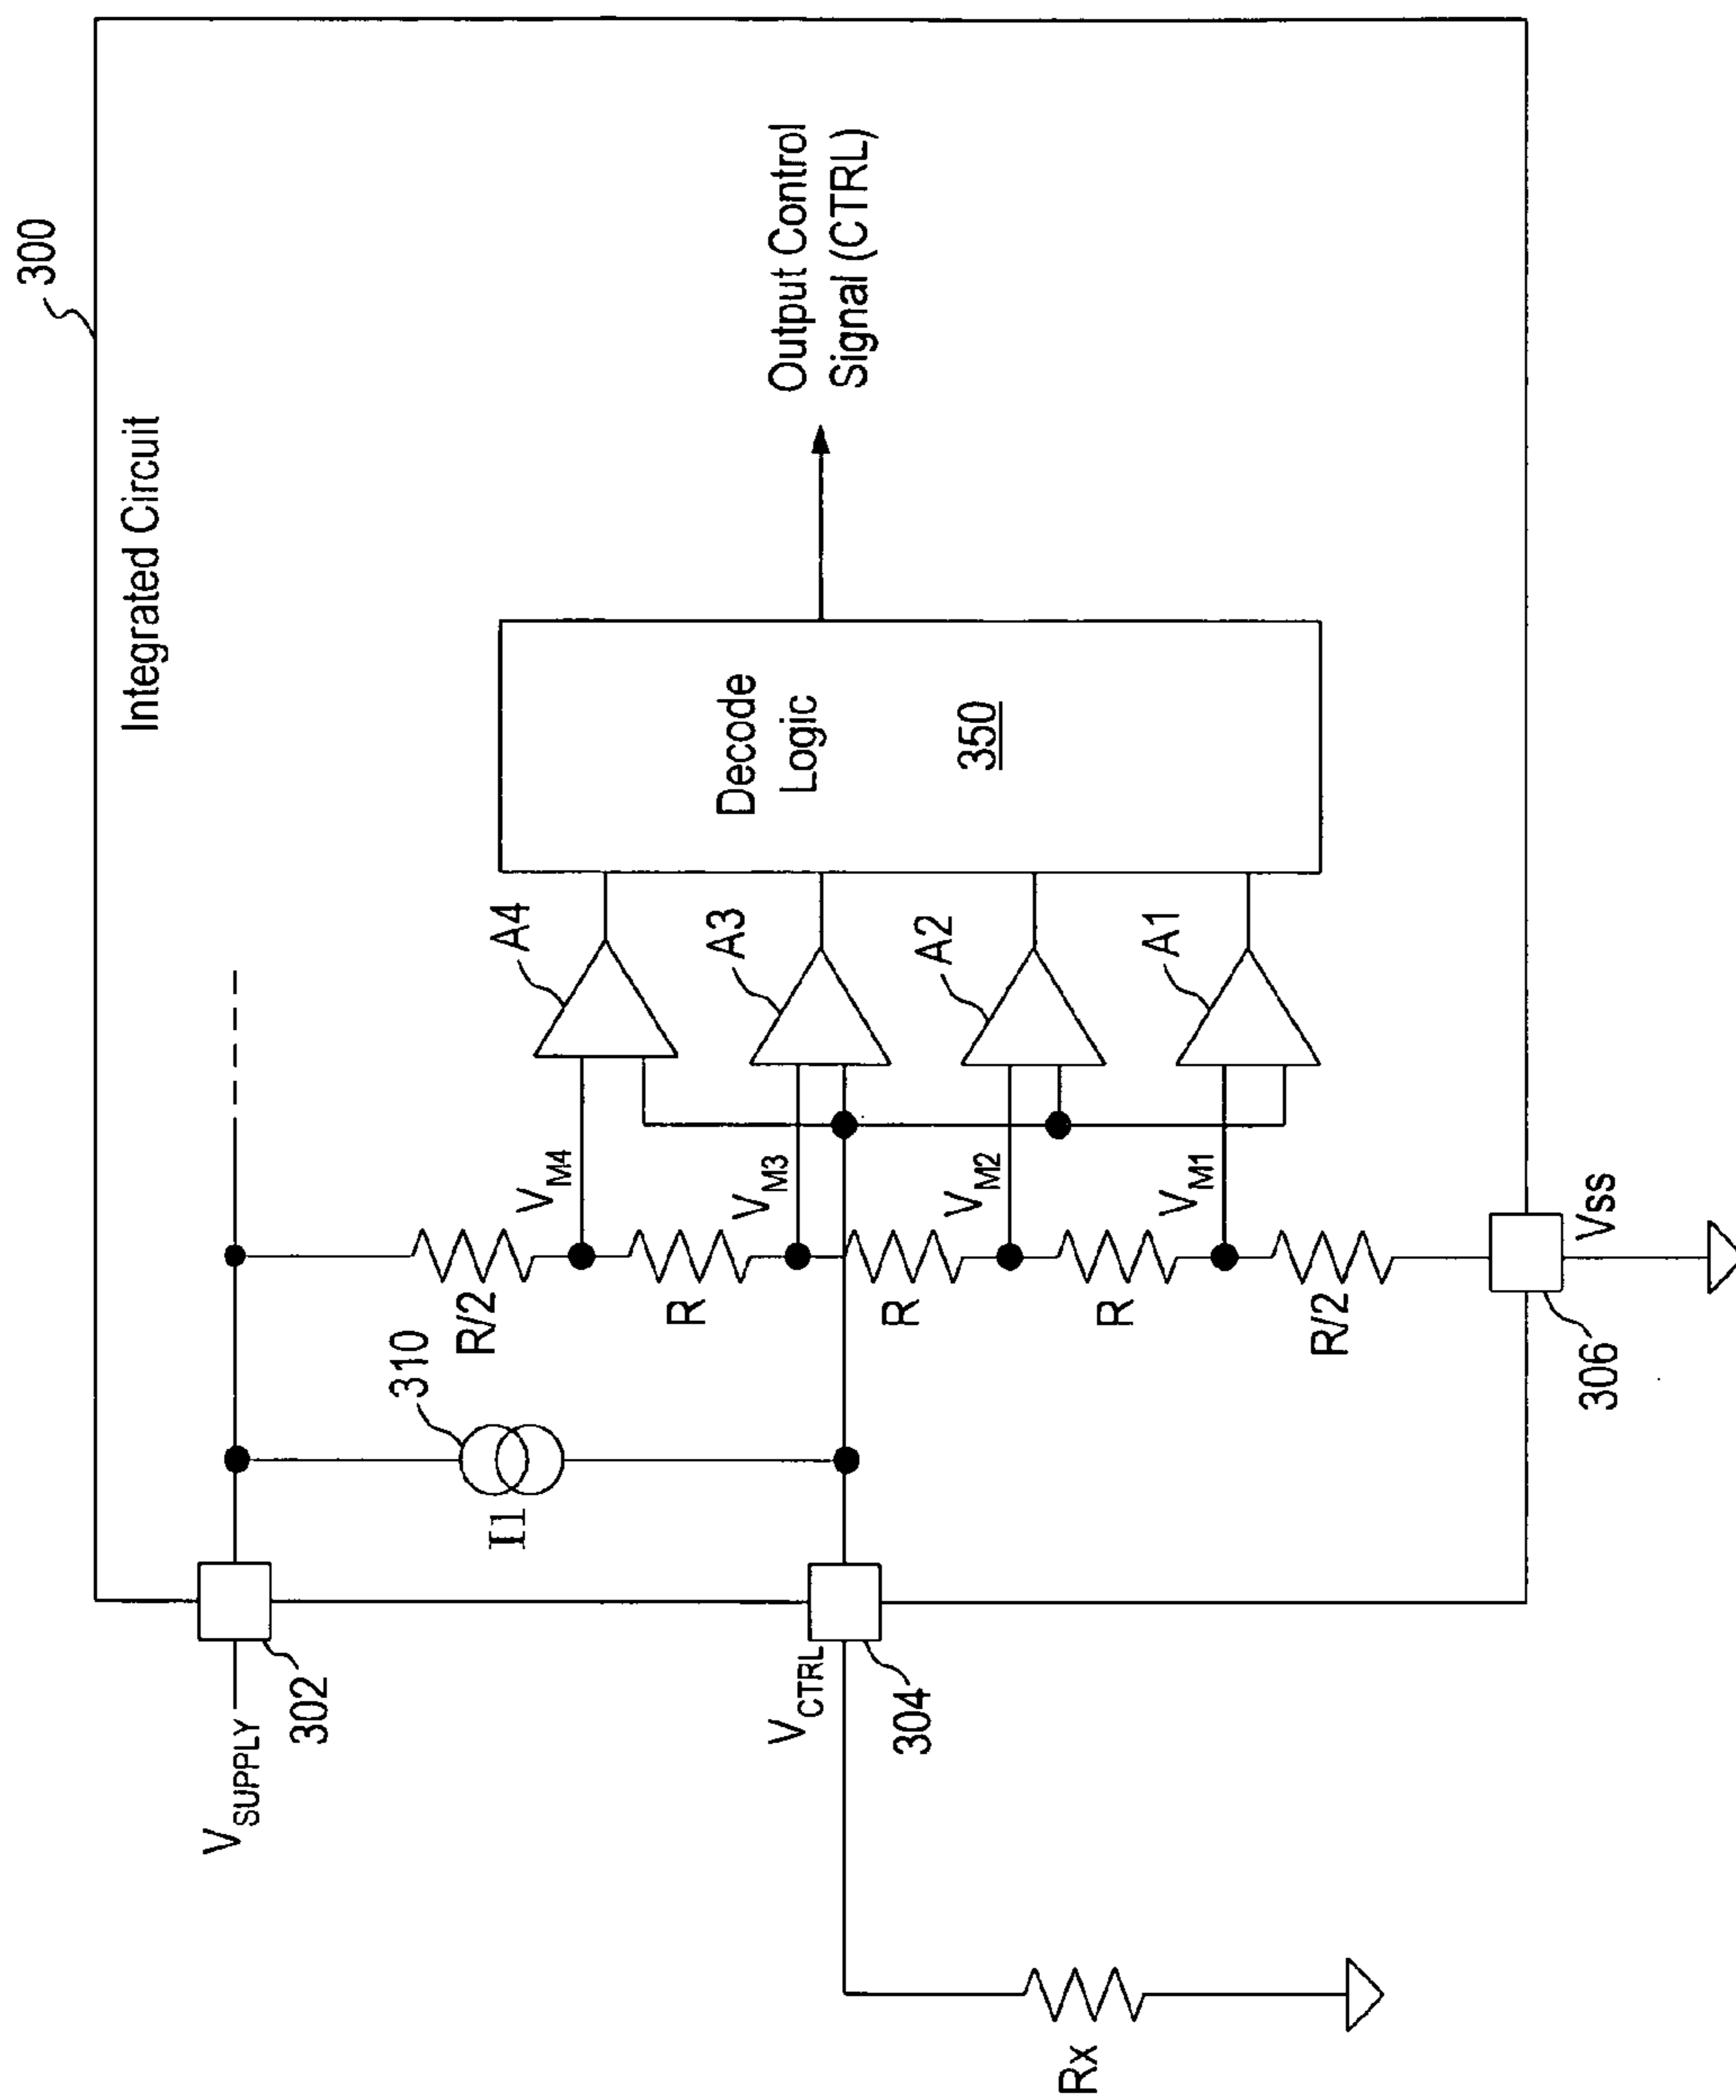 300
Integrated Circuit
V_SUPPLY
302
I1
310
R/2
V_M4
A4
R
V_M3
A3
Decode
Logic
350
Output Control
Signal (CTRL)
V_CTRL
304
R
V_M2
A2
R
V_M1
A1
R/2
Rx
306
Vss